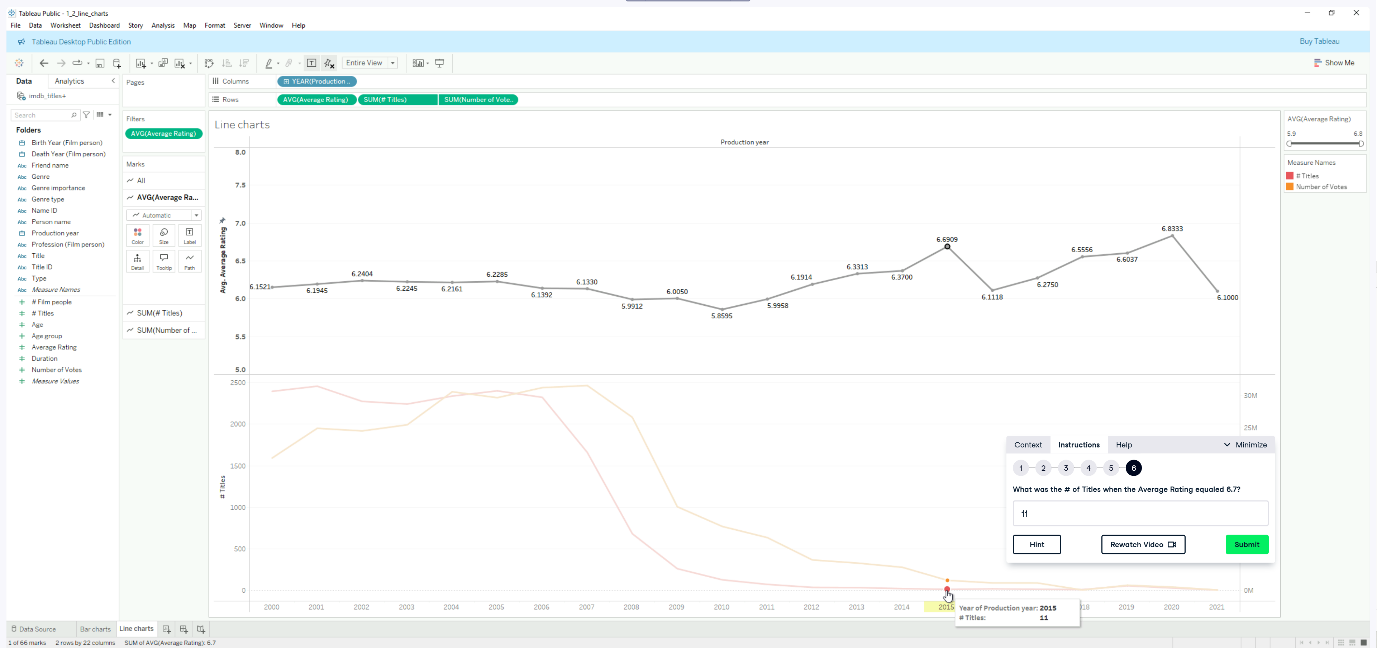 Tableau Public - 1_2_line_charts
File Data Worksheet Dashboard Story Analysis Map Format Server Window Help
Tableau Desktop Public Edition
Buy Tableau
Entire View
Show Me
Data Analytics
imdb_titles+
Search
Folders
Birth Year (Film person)
Death Year (Film person)
Friend name
Genre
Genre importance
Genre type
Name ID
Person name
Production year
Profession (Film person)
Title
Title ID
Type
Measure Names
# Film people
# Titles
Age
Age group
Average Rating
Duration
Number of Votes
Measure Values
Pages
Filters
AVG(Average Rating)
Marks
All
AVG(Average Ra...
Automatic
Color Size Label
Detail Tooltip Path
SUM(# Titles)
SUM(Number of ...
Columns YEAR(Production ..
Rows AVG(Average Rating) SUM(# Titles) SUM(Number of Vote..
Line charts
Production year
Avg. Average Rating
8.0
7.5
7.0
6.5
6.0
5.5
5.0
6.1521 6.1945 6.2404 6.2245 6.2161 6.2285 6.1392 6.1330 5.9912 6.0050 5.8595 5.9958 6.1914 6.3313 6.3700 6.6909 6.1118 6.2750 6.5556 6.6037 6.8333 6.1000
# Titles
2500
2000
1500
1000
500
0
30M
25M
0M
2000 2001 2002 2003 2004 2005 2006 2007 2008 2009 2010 2011 2012 2013 2014 2015 18 2019 2020 2021
Year of Production year: 2015
# Titles: 11
AVG(Average Rating)
5.9 6.8
Measure Names
# Titles
Number of Votes
Context Instructions Help Minimize
1 2 3 4 5 6
What was the # of Titles when the Average Rating equaled 6.7?
11
Hint Rewatch Video Submit
Data Source Bar charts Line charts
1 of 66 marks 2 rows by 22 columns SUM of AVG(Average Rating): 6.7